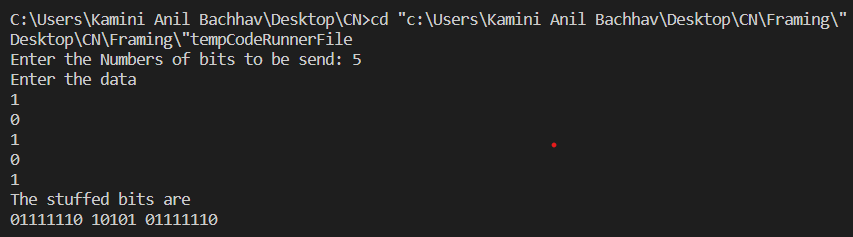 C:\Users\Kamini Anil Bachhav\Desktop\CN>cd "c:\Users\Kamini Anil Bachhav\Desktop\CN\Framing\"
Desktop\CN\Framing\"tempCodeRunnerFile
Enter the Numbers of bits to be send: 5
Enter the data
1
0
1
0
1
The stuffed bits are
01111110 10101 01111110